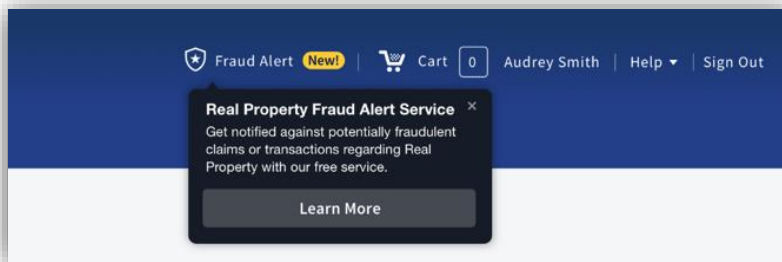 Fraud Alert New! | Cart 0 Audrey Smith | Help | Sign Out
Real Property Fraud Alert Service ×
Get notified against potentially fraudulent
claims or transactions regarding Real
Property with our free service.
Learn More